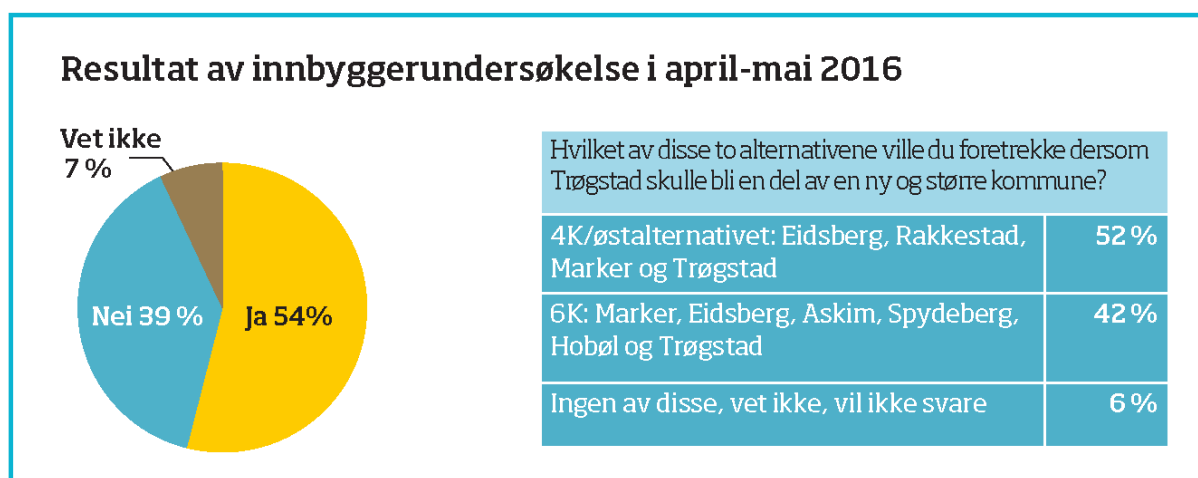 Resultat av innbyggerundersøkelse i april-mai 2016
Vet ikke
7 %
Nei 39 %
Ja 54%
Hvilket av disse to alternativene ville du foretrekke dersom
Trøgstad skulle bli en del av en ny og større kommune?
4K/østalternativet: Eidsberg, Rakkestad,
Marker og Trøgstad
52 %
6K: Marker, Eidsberg, Askim, Spydeberg,
Hobøl og Trøgstad
42 %
Ingen av disse, vet ikke, vil ikke svare
6 %